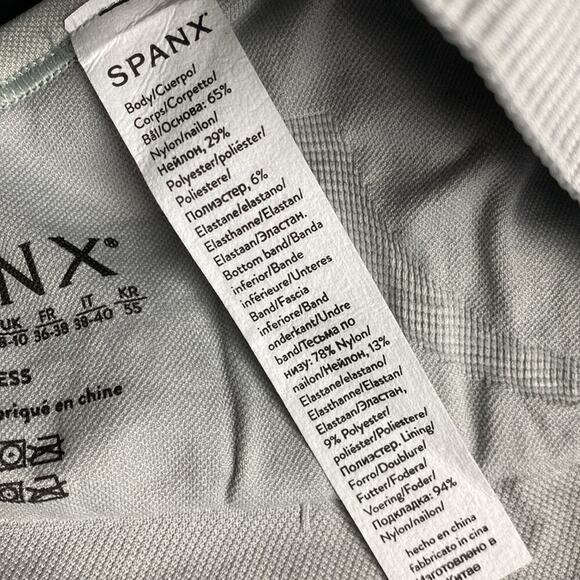 SPANX
Body/Cuerpo/
Corps/Corpetto/
Bål/Основа: 65%
Nylon/nailon/
Нейлон, 29%
Polyester/poliéster/
Poliestere/
Полиэстер, 6%
Elastane/elastano/
Elasthanne/Elastan/
Elastaan/Эластан.
Bottom band/Banda
inferior/Bande
inférieure/Unteres
Band/Fascia
inferiore/Band
onderkant/Undre
band/Тесьма по
низу: 78% Nylon/
nailon/Нейлон, 13%
Elastane/elastano/
Elasthanne/Elastan/
Elastaan/Эластан,
9% Polyester/
poliéster/Poliestere/
Полиэстер. Lining/
Forro/Doublure/
Futter/Fodera/
Voering/Foder/
Подкладка: 94%
Nylon/nailon/
hecho en china
fabbricato in cina
ИЗГОТОВЛЕНО В
NX®
UK FR IT KR
8-10 36-38 38-40 55
ESS
briqué en chine